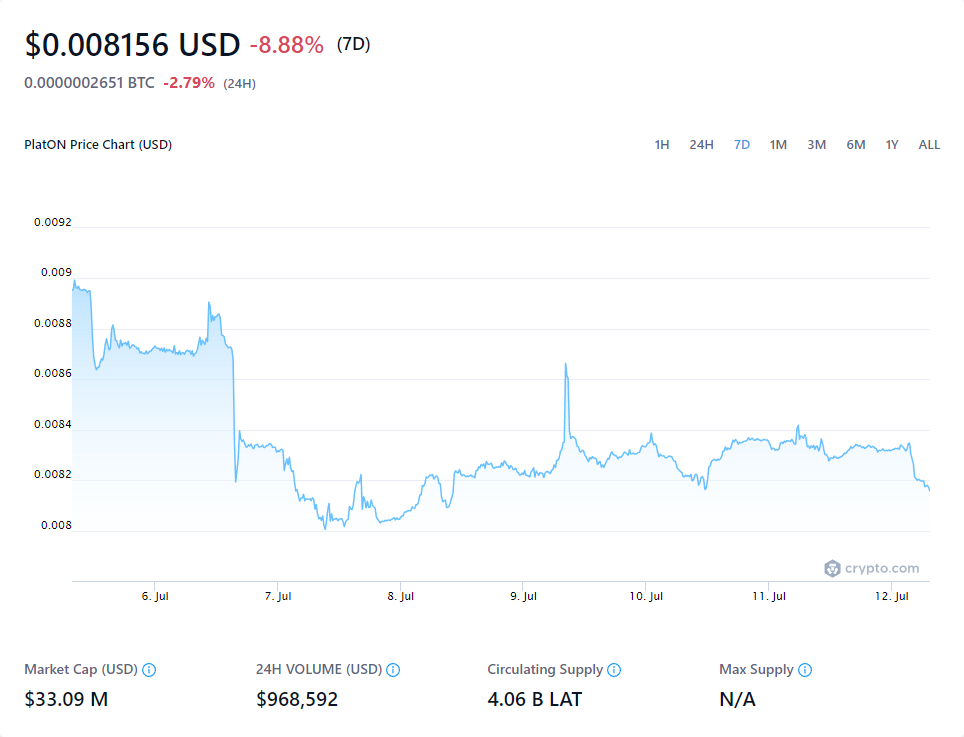 $0.008156 USD -8.88% (7D)
0.0000002651 BTC -2.79% (24H)
PlatON Price Chart (USD) 1H 24H 7D 1M 3M 6M 1Y ALL
0.0092
0.009
0.0088
0.0086
0.0084
0.0082
0.008
crypto.com
6. Jul 7. Jul 8. Jul 9. Jul 10. Jul 11. Jul 12. Jul
Market Cap (USD) 24H VOLUME (USD) Circulating Supply Max Supply
$33.09 M $968,592 4.06 B LAT N/A